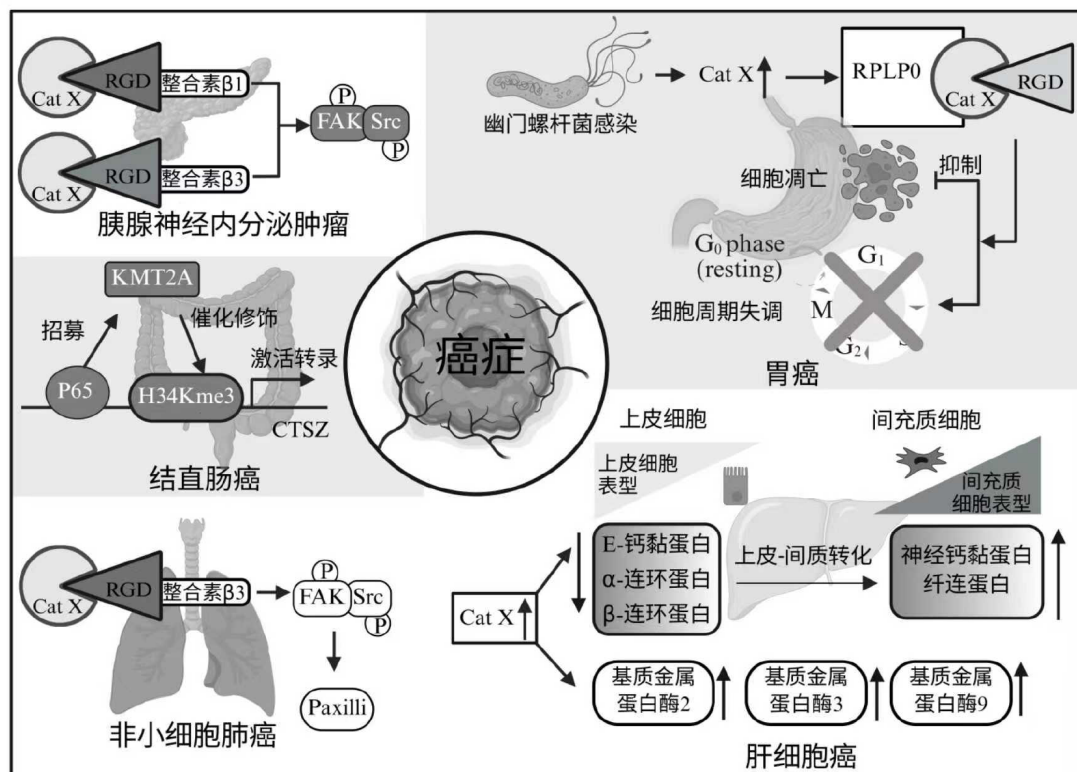 Cat X
RGD
整合素β1
Cat X
RGD
整合素β3
P
FAK
Src
P
胰腺神经内分泌肿瘤
幽门螺杆菌感染
Cat X
RPLP0
Cat X
RGD
细胞凋亡
抑制
G0 phase
(resting)
G1
M
S
G2
细胞周期失调
胃癌
KMT2A
招募
催化修饰
激活转录
P65
H34Kme3
CTSZ
结直肠癌
癌症
Cat X
RGD
整合素β3
P
FAK
Src
P
Paxilli
非小细胞肺癌
上皮细胞
间充质细胞
上皮细胞
表型
间充质
细胞表型
Cat X
E-钙黏蛋白
α-连环蛋白
β-连环蛋白
上皮-间质转化
神经钙黏蛋白
纤连蛋白
基质金属
蛋白酶2
基质金属
蛋白酶3
基质金属
蛋白酶9
肝细胞癌